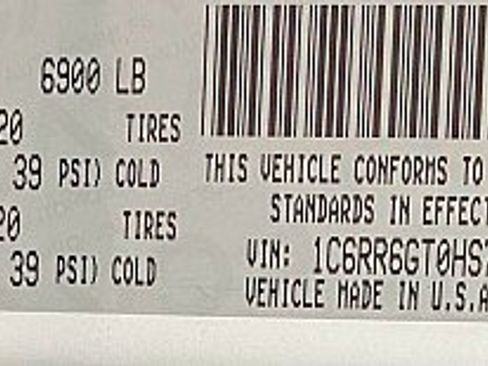 6900 LB
20 TIRES
39 PSI) COLD
20 TIRES
39 PSI) COLD
THIS VEHICLE CONFORMS TO
STANDARDS IN EFFECT
VIN: 1C6RR6GT0HS
VEHICLE MADE IN U.S.A